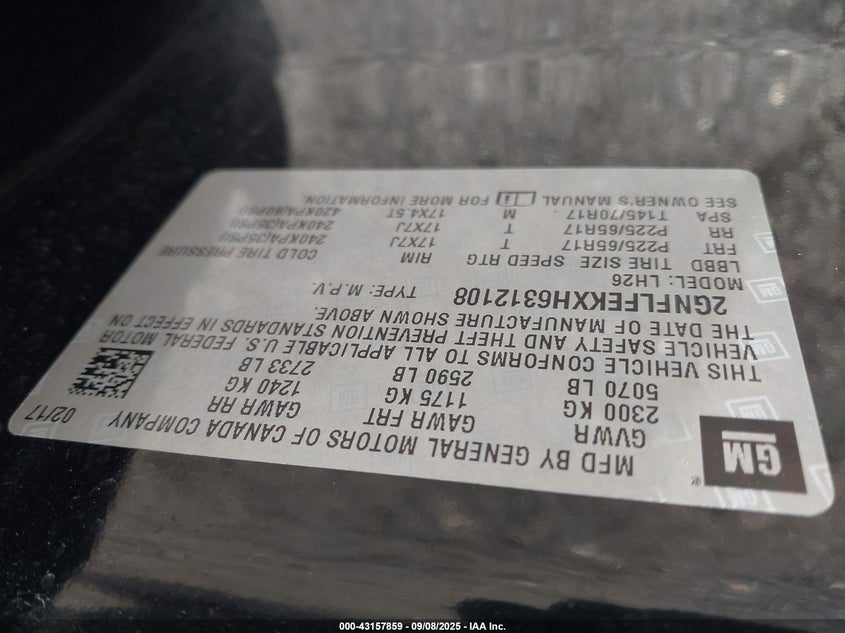 GM
®
MFD BY GENERAL MOTORS OF CANADA COMPANY
02/17
GVWR GAWR FRT GAWR RR
2300 KG 1175 KG 1240 KG
5070 LB 2590 LB 2733 LB
THIS VEHICLE CONFORMS TO ALL APPLICABLE U.S. FEDERAL MOTOR
VEHICLE SAFETY AND THEFT PREVENTION STANDARDS IN EFFECT ON
THE DATE OF MANUFACTURE SHOWN ABOVE.
2GNFLFEKXH6312108 TYPE: M.P.V.
MODEL: LH26
LBBD TIRE SIZE SPEED RTG RIM COLD TIRE PRESSURE
FRT P225/65R17 T 17X7J 240KPA(35PSI)
RR P225/65R17 T 17X7J 240KPA(35PSI)
SPA T145/70R17 M 17X4.5T 420KPA(60PSI)
SEE OWNER'S MANUAL FOR MORE INFORMATION.
000-43157859 - 09/08/2025 - IAA Inc.